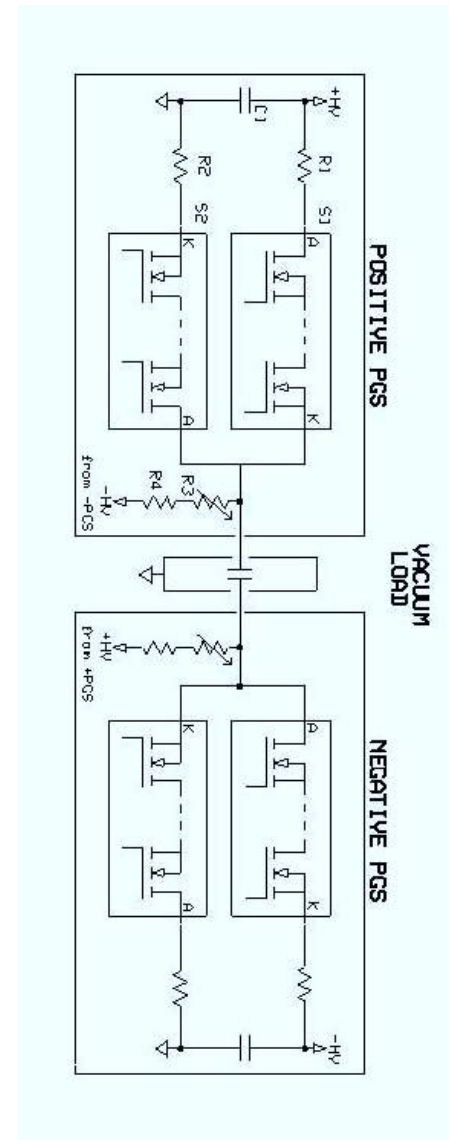 POSITIVE PGS
VACUUM
LOAD
NEGATIVE PGS
+HV
R1
S1
A
K
C1
R2
S2
K
A
R3
R4
-HV
from -PGS
+HV
from +PGS
A
K
-HV
K
A